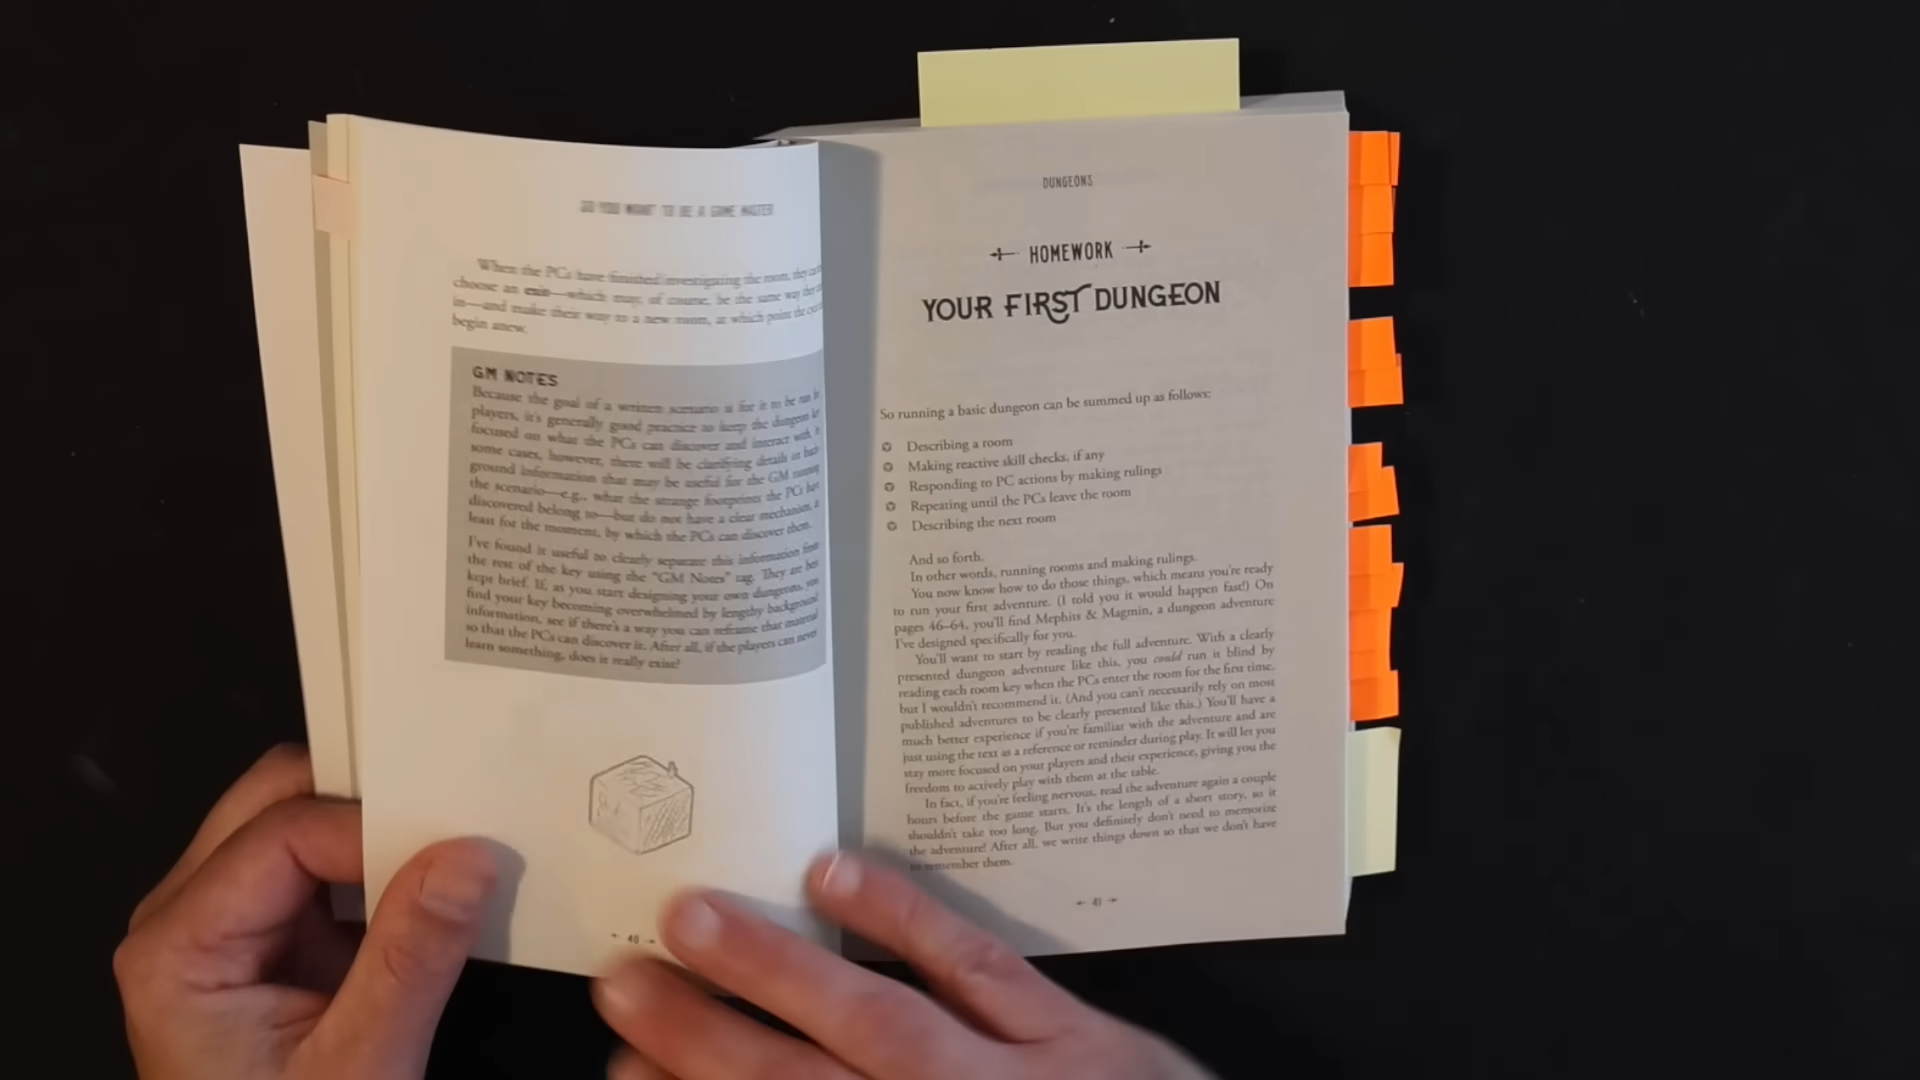 SO YOU WANT TO BE A GAME MASTER
When the PCs have finished investigating the room, they can
choose an exit—which may, of course, be the same way they
in—and make their way to a new room, at which point the
begin anew.
GM NOTES
Because the goal of a written scenario is for it to be run
players, it's generally good practice to keep the dungeon
focused on what the PCs can discover and interact with.
some cases, however, there will be clarifying details or
ground information that may be useful for the GM running
the scenario—e.g., what the strange footprints the PCs
discovered belong to—but do not have a clear mechanism,
least for the moment, by which the PCs can discover them.
I've found it useful to clearly separate this information from
the rest of the key using the "GM Notes" tag. They are best
kept brief. If, as you start designing your own dungeons, you
find your key becoming overwhelmed by lengthy background
information, see if there's a way you can reframe that material
so that the PCs can discover it. After all, if the players can never
learn something, does it really exist?
40
DUNGEONS
HOMEWORK
YOUR FIRST DUNGEON
So running a basic dungeon can be summed up as follows:
Describing a room
Making reactive skill checks, if any
Responding to PC actions by making rulings
Repeating until the PCs leave the room
Describing the next room
And so forth.
In other words, running rooms and making rulings.
You now know how to do those things, which means you're ready
to run your first adventure. (I told you it would happen fast!) On
pages 46–64, you'll find Mephits & Magmin, a dungeon adventure
I've designed specifically for you.
You'll want to start by reading the full adventure. With a clearly
presented dungeon adventure like this, you could run it blind by
reading each room key when the PCs enter the room for the first time,
but I wouldn't recommend it. (And you can't necessarily rely on most
published adventures to be clearly presented like this.) You'll have a
much better experience if you're familiar with the adventure and are
just using the text as a reference or reminder during play. It will let you
stay more focused on your players and their experience, giving you the
freedom to actively play with them at the table.
In fact, if you're feeling nervous, read the adventure again a couple
hours before the game starts. It's the length of a short story, so it
shouldn't take too long. But you definitely don't need to memorize
the adventure! After all, we write things down so that we don't have
to remember them.
41